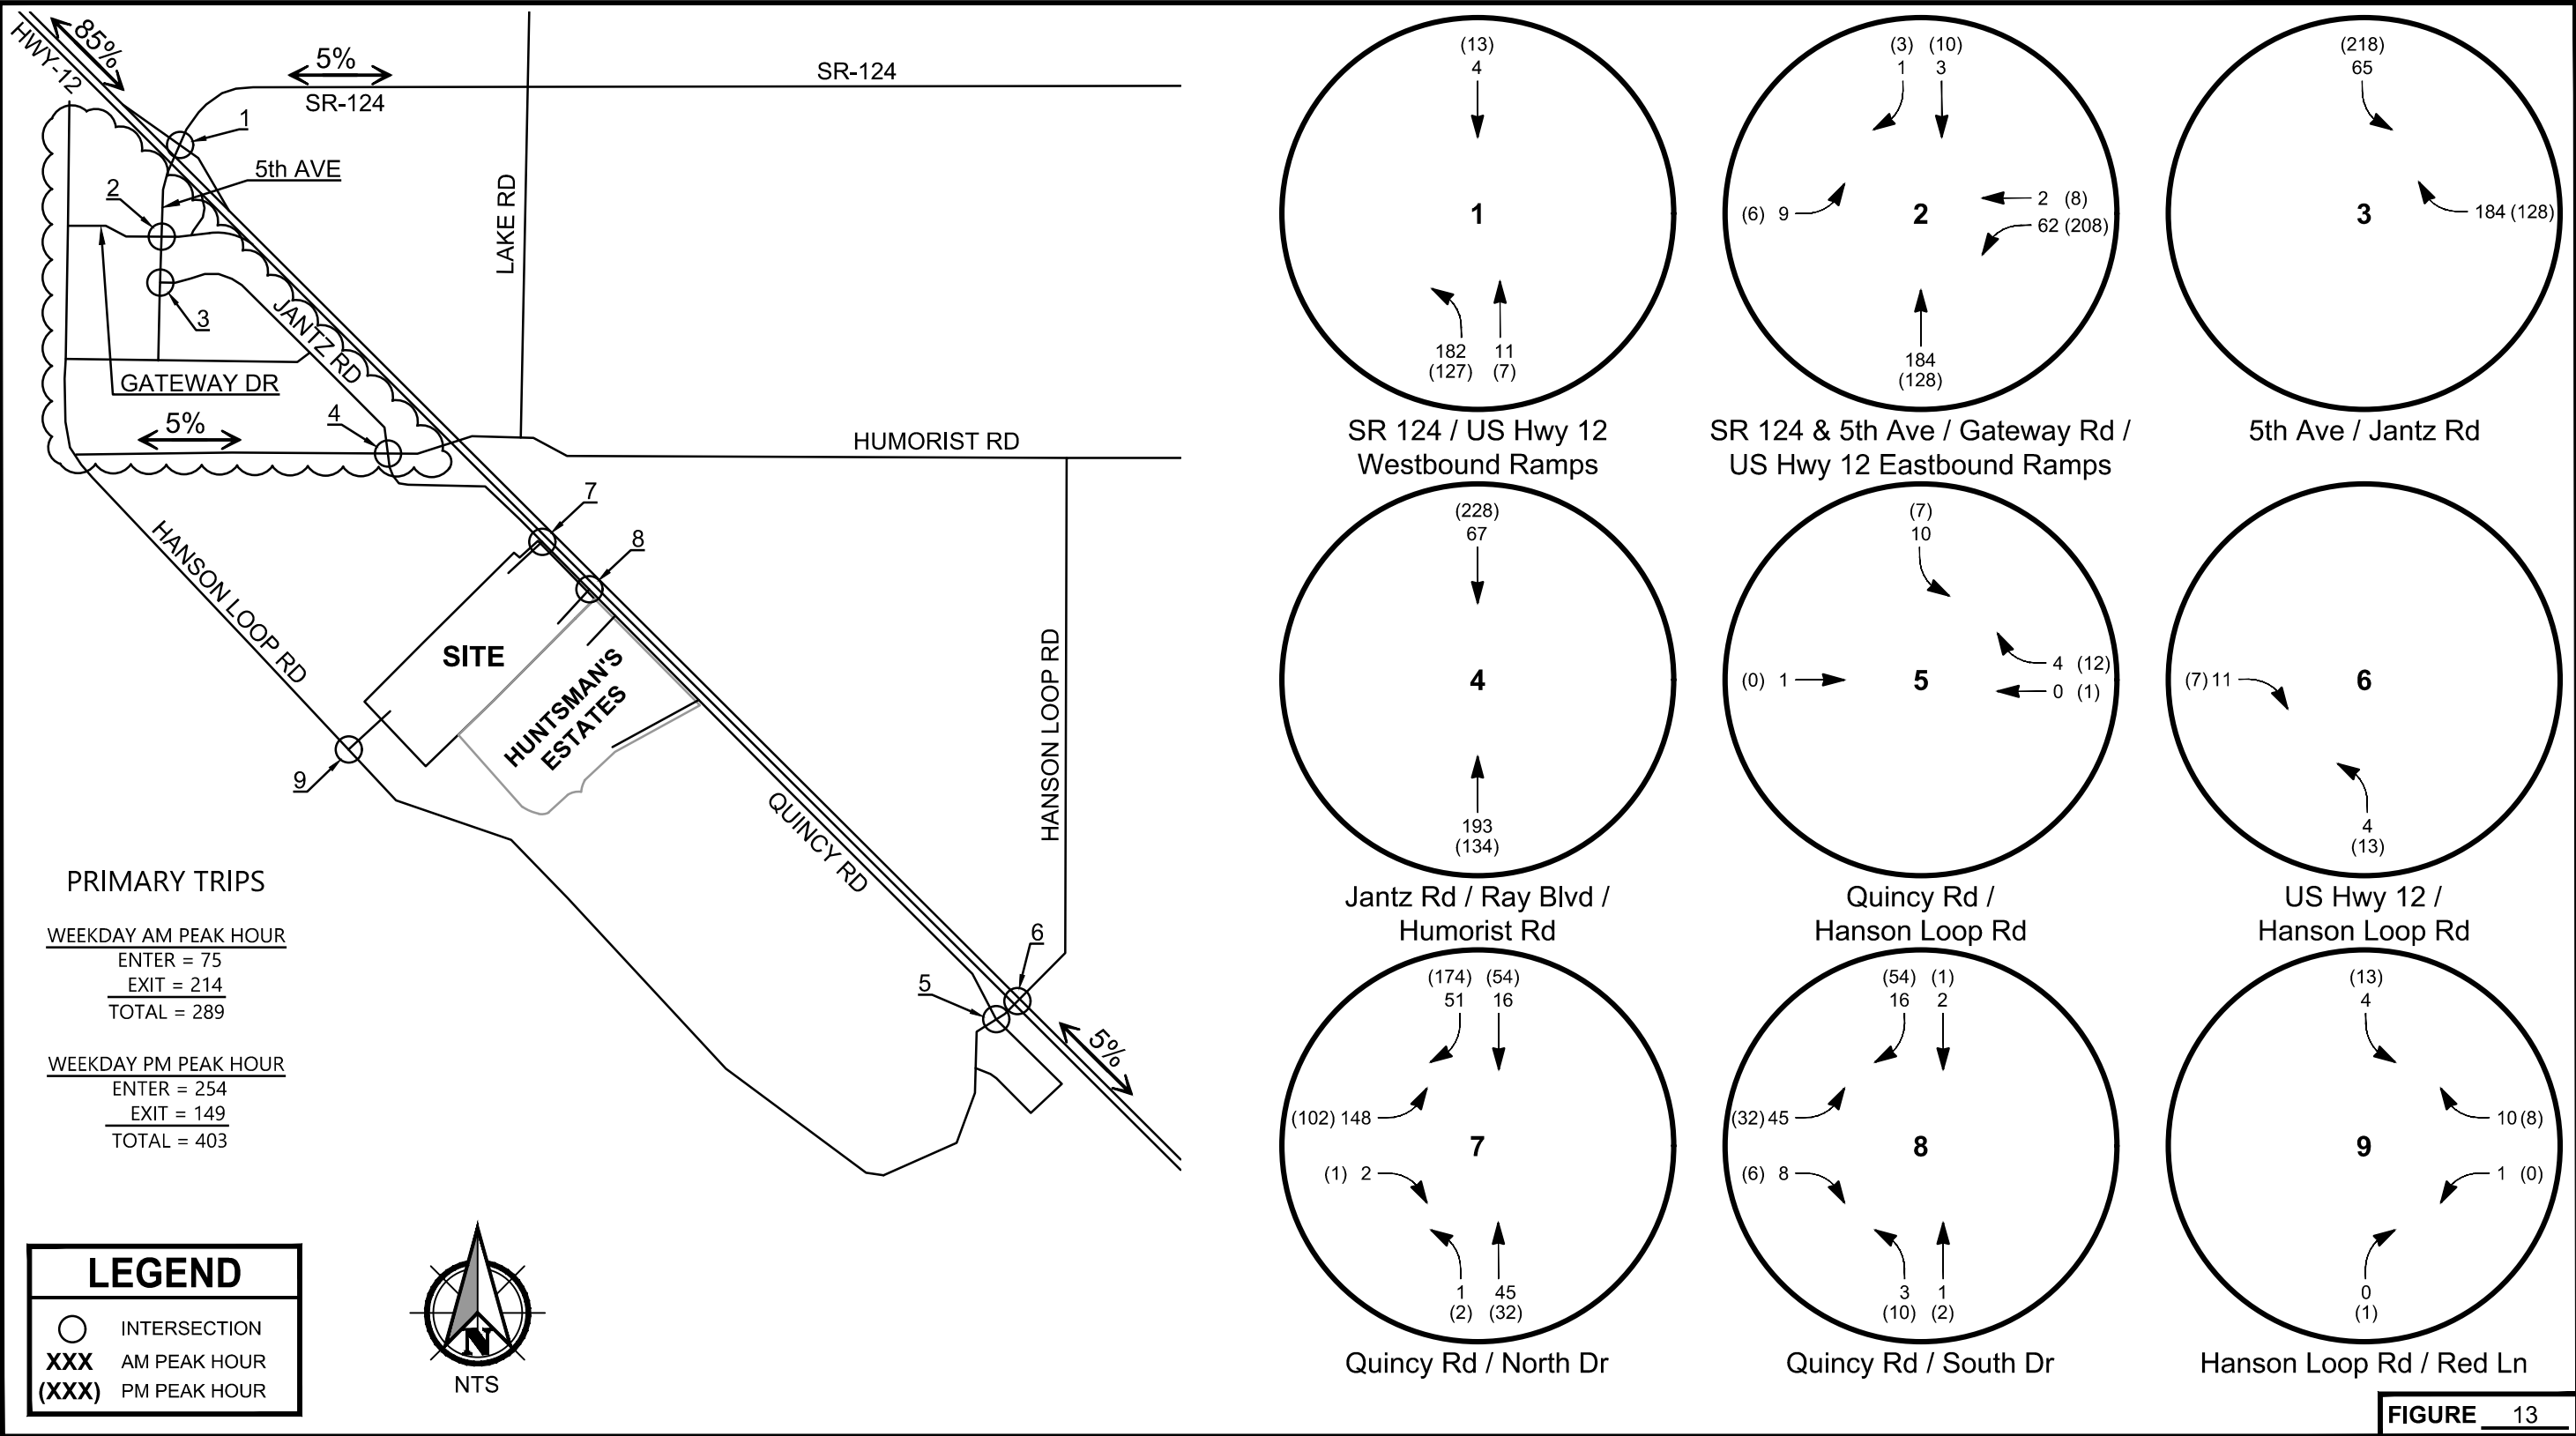 HWY-12
85%
5%
SR-124
SR-124
1
5th AVE
2
LAKE RD
3
JANTZ RD
GATEWAY DR
4
5%
HUMORIST RD
7
8
HANSON LOOP RD
SITE
HUNTSMAN'S
ESTATES
HANSON LOOP RD
9
QUINCY RD
6
5
5%
PRIMARY TRIPS
WEEKDAY AM PEAK HOUR
ENTER = 75
EXIT = 214
TOTAL = 289
WEEKDAY PM PEAK HOUR
ENTER = 254
EXIT = 149
TOTAL = 403
LEGEND
INTERSECTION
XXX AM PEAK HOUR
(XXX) PM PEAK HOUR
N
NTS
(13)
4
1
182 11
(127) (7)
SR 124 / US Hwy 12
Westbound Ramps
(3) (10)
1 3
2 (8)
(6) 9
2
62 (208)
184
(128)
SR 124 & 5th Ave / Gateway Rd /
US Hwy 12 Eastbound Ramps
(218)
65
3
184 (128)
5th Ave / Jantz Rd
(228)
67
4
193
(134)
Jantz Rd / Ray Blvd /
Humorist Rd
(7)
10
4 (12)
(0) 1
5
0 (1)
Quincy Rd /
Hanson Loop Rd
(7) 11
6
4
(13)
US Hwy 12 /
Hanson Loop Rd
(174) (54)
51 16
(102) 148
7
(1) 2
1 45
(2) (32)
Quincy Rd / North Dr
(54) (1)
16 2
(32) 45
8
(6) 8
3 1
(10) (2)
Quincy Rd / South Dr
(13)
4
10 (8)
9
1 (0)
0
(1)
Hanson Loop Rd / Red Ln
FIGURE 13